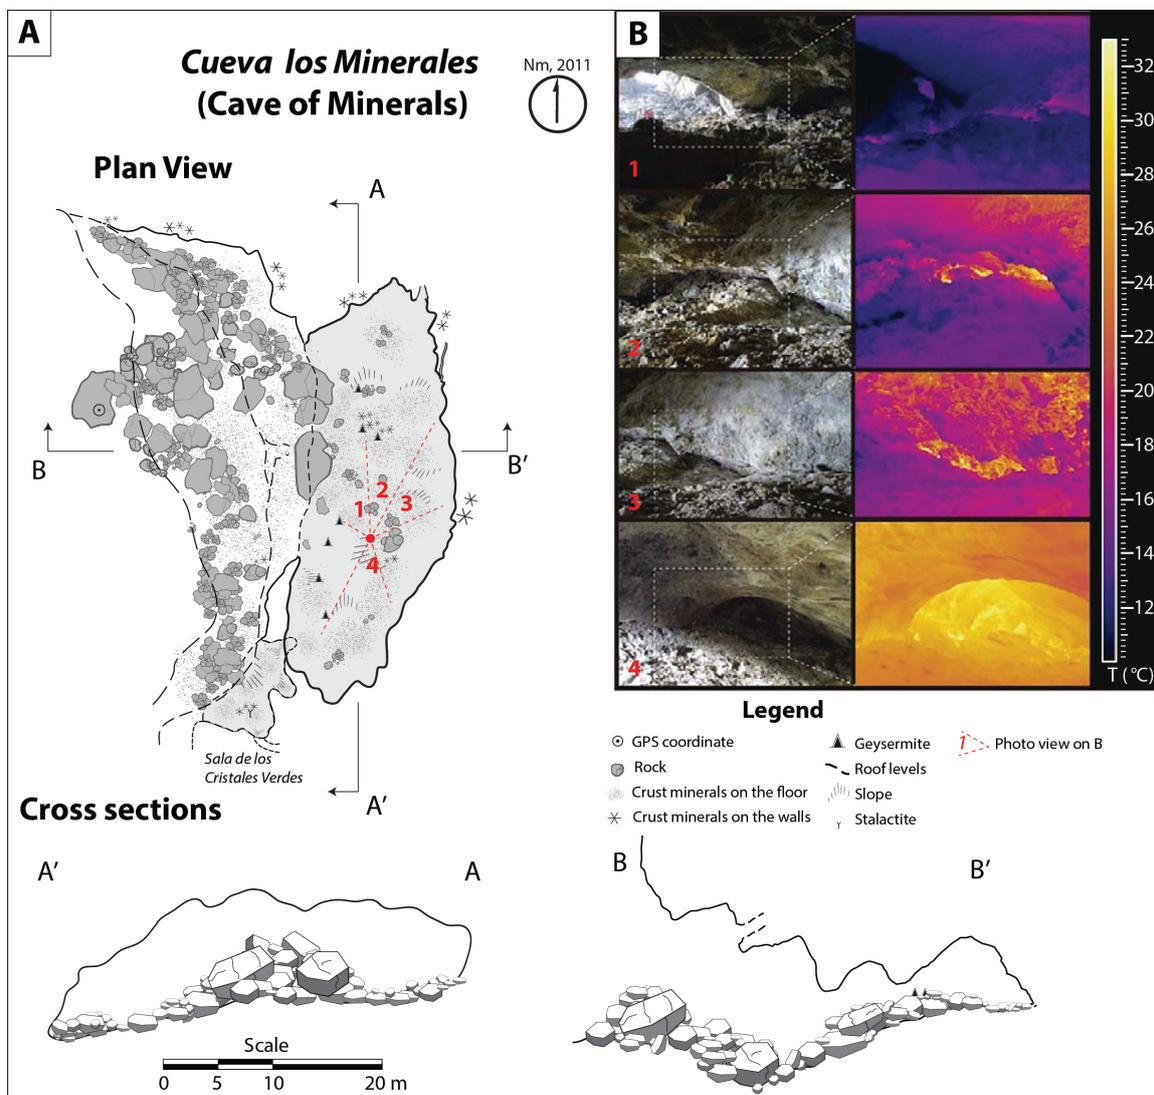 A
Cueva los Minerales
(Cave of Minerals)
Nm, 2011
Plan View
A
B
B'
1
2
3
4
Sala de los
Cristales Verdes
A'
Cross sections
A'
A
Scale
0 5 10 20 m
B
1
2
3
4
32
30
28
26
24
22
20
18
16
14
12
T (°C)
Legend
GPS coordinate
Rock
Crust minerals on the floor
Crust minerals on the walls
Geysermite
Roof levels
Slope
Stalactite
1 Photo view on B
B
B'